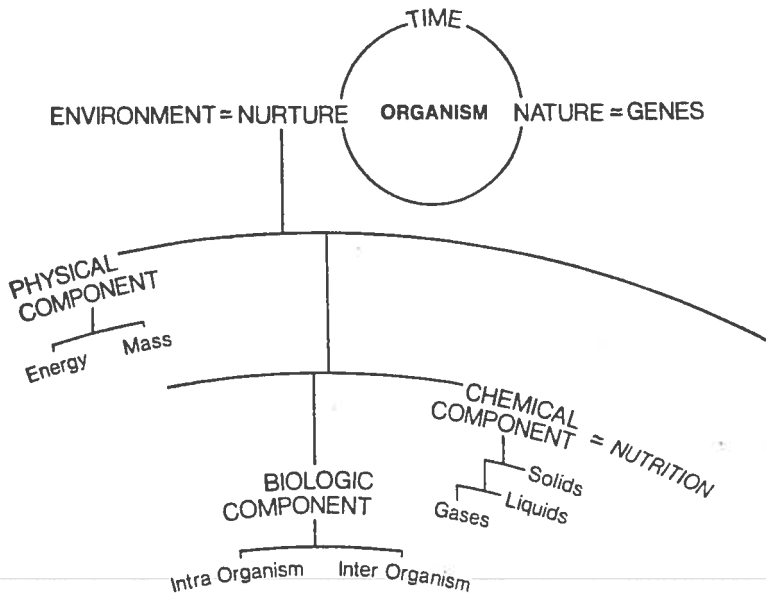 TIME
ENVIRONMENT ≃ NURTURE ORGANISM NATURE ≃ GENES
PHYSICAL
COMPONENT
Energy Mass
CHEMICAL
COMPONENT ≃ NUTRITION
Solids
Liquids
Gases
BIOLOGIC
COMPONENT
Intra Organism Inter Organism